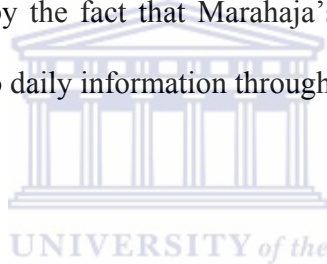 by the fact that Marahaja's
daily information through
UNIVERSITY of the